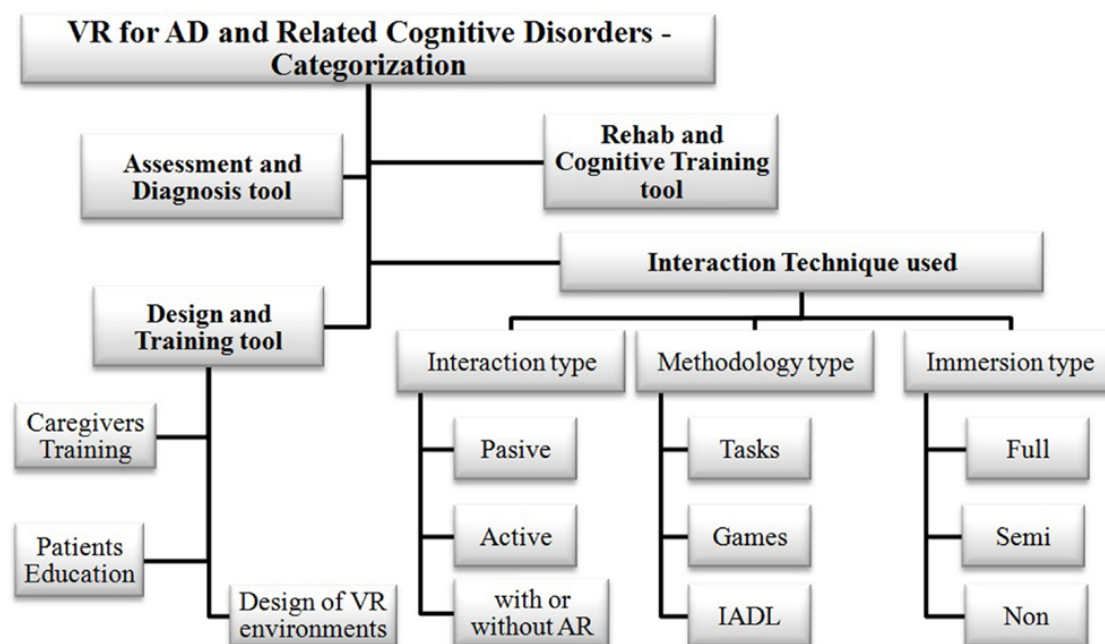 VR for AD and Related Cognitive Disorders -
Categorization
Assessment and
Diagnosis tool
Rehab and
Cognitive Training
tool
Interaction Technique used
Design and
Training tool
Caregivers
Training
Patients
Education
Design of VR
environments
Interaction type
Pasive
Active
with or
without AR
Methodology type
Tasks
Games
IADL
Immersion type
Full
Semi
Non